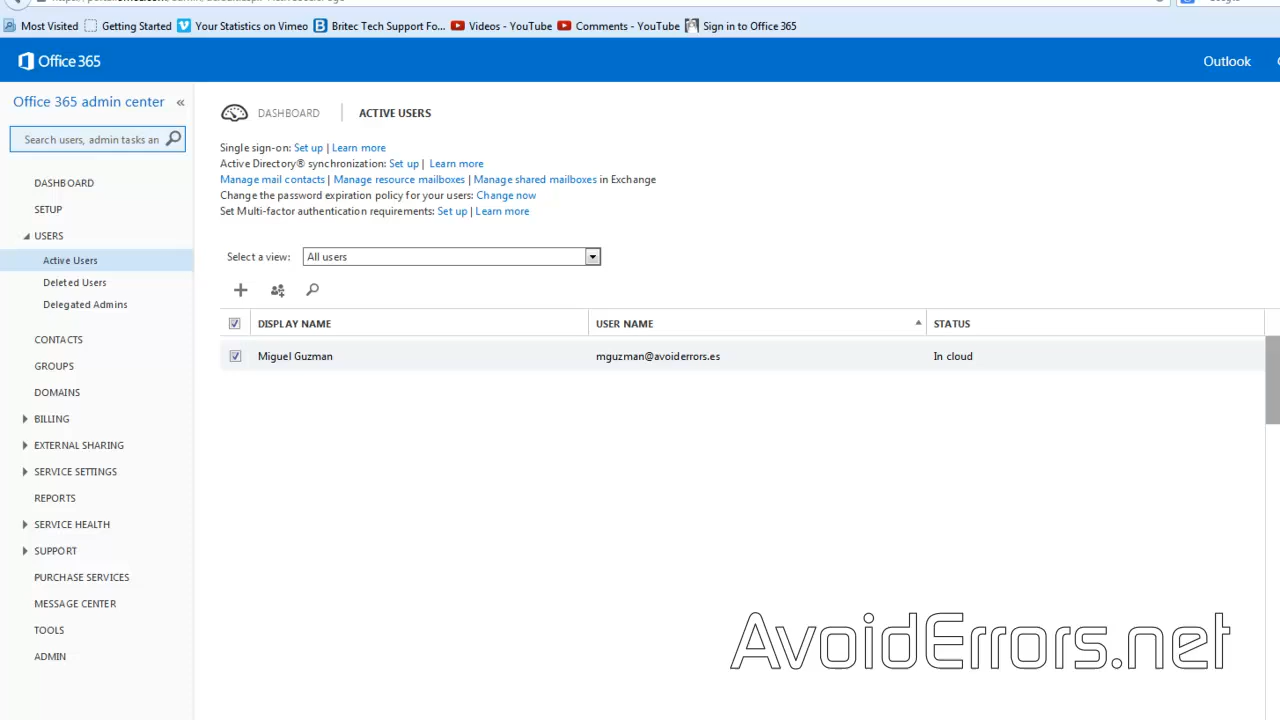 Most Visited Getting Started Your Statistics on Vimeo Britec Tech Support Fo... Videos - YouTube Comments - YouTube Sign in to Office 365
Office 365 Outlook
Office 365 admin center «
Search users, admin tasks an
DASHBOARD
SETUP
USERS
Active Users
Deleted Users
Delegated Admins
CONTACTS
GROUPS
DOMAINS
BILLING
EXTERNAL SHARING
SERVICE SETTINGS
REPORTS
SERVICE HEALTH
SUPPORT
PURCHASE SERVICES
MESSAGE CENTER
TOOLS
ADMIN
DASHBOARD | ACTIVE USERS
Single sign-on: Set up | Learn more
Active Directory® synchronization: Set up | Learn more
Manage mail contacts | Manage resource mailboxes | Manage shared mailboxes in Exchange
Change the password expiration policy for your users: Change now
Set Multi-factor authentication requirements: Set up | Learn more
Select a view: All users
DISPLAY NAME USER NAME STATUS
Miguel Guzman mguzman@avoiderrors.es In cloud
AvoidErrors.net